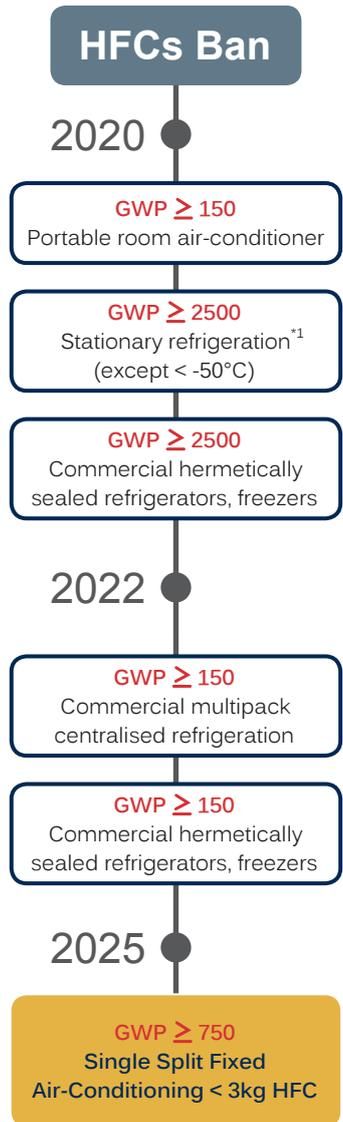 HFCs Ban
2020
GWP ≥ 150
Portable room air-conditioner
GWP ≥ 2500
Stationary refrigeration*1
(except < -50°C)
GWP ≥ 2500
Commercial hermetically
sealed refrigerators, freezers
2022
GWP ≥ 150
Commercial multipack
centralised refrigeration
GWP ≥ 150
Commercial hermetically
sealed refrigerators, freezers
2025
GWP ≥ 750
Single Split Fixed
Air-Conditioning < 3kg HFC